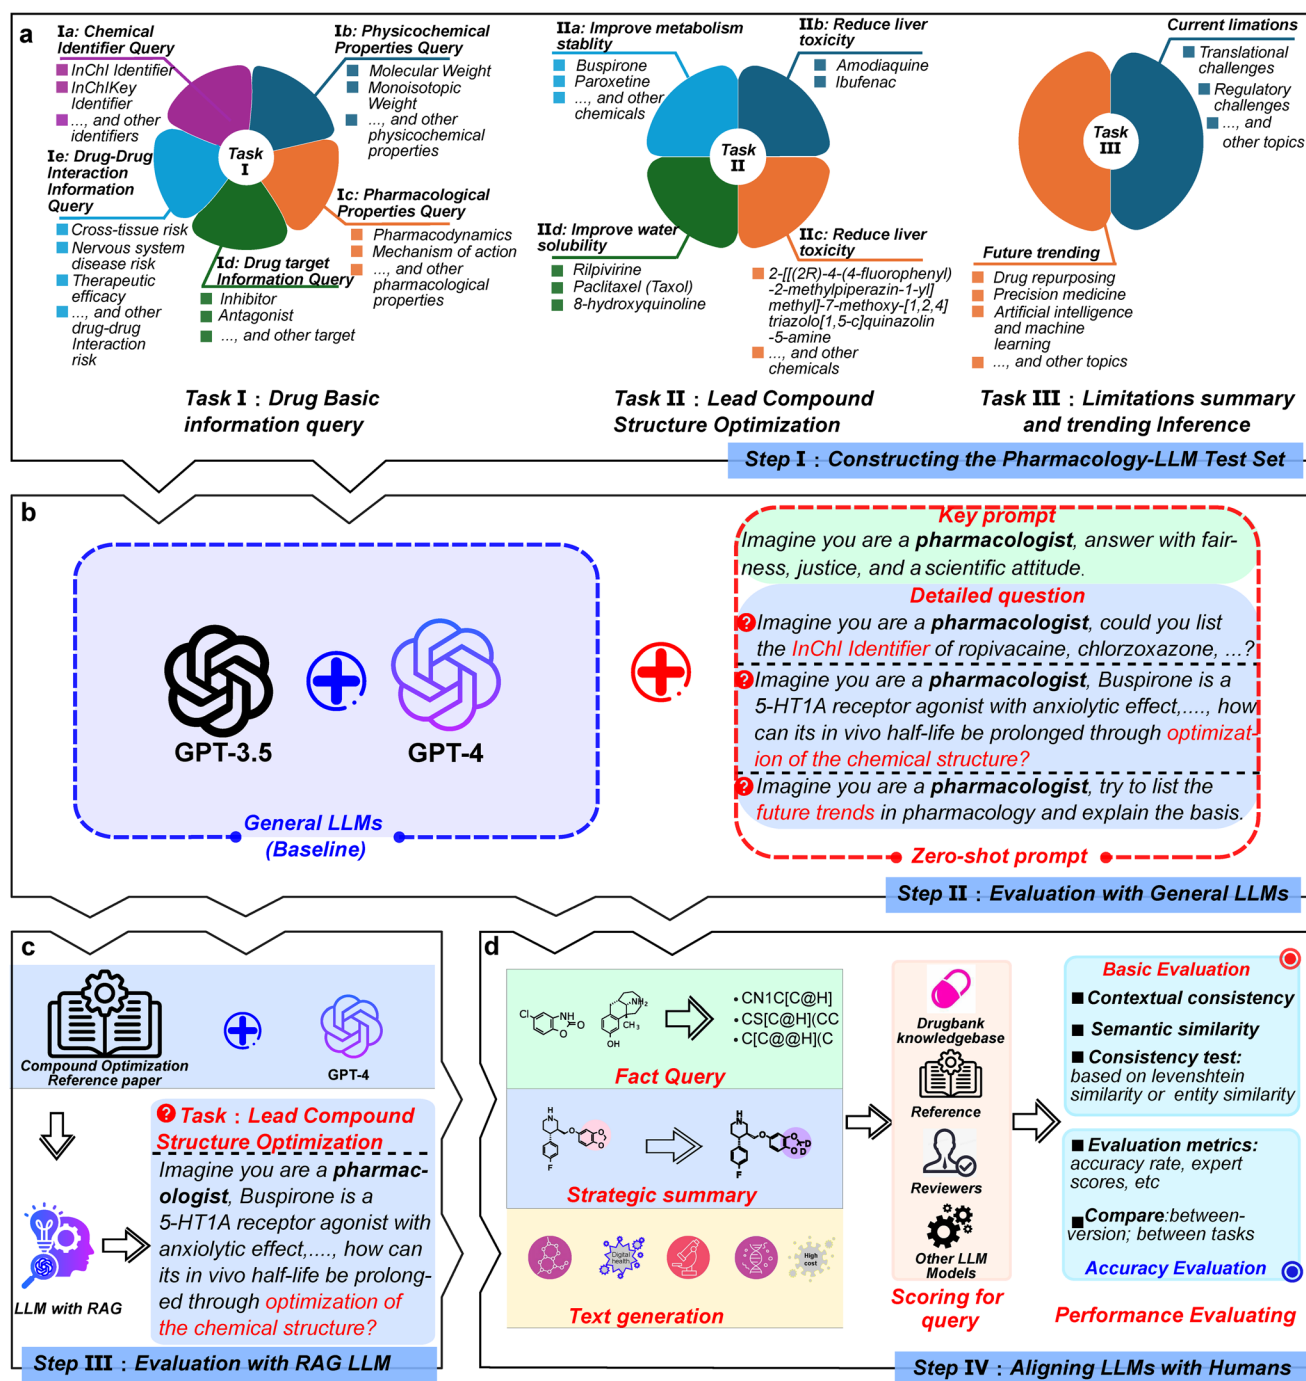 a
Ia: Chemical
Identifier Query
InChI Identifier
InChIKey
Identifier
..., and other
identifiers
Ib: Physicochemical
Properties Query
Molecular Weight
Monoisotopic
Weight
..., and other
physicochemical
properties
Ie: Drug-Drug
Interaction
Information
Query
Cross-tissue risk
Nervous system
disease risk
Therapeutic
efficacy
..., and other
drug-drug
Interaction
risk
Task
I
Ic: Pharmacological
Properties Query
Pharmacodynamics
Mechanism of action
..., and other
pharmacological
properties
Id: Drug target
Information Query
Inhibitor
Antagonist
..., and other target
Task I : Drug Basic
information query
IIa: Improve metabolism
stablity
Buspirone
Paroxetine
..., and other
chemicals
IIb: Reduce liver
toxicity
Amodiaquine
Ibufenac
Task
II
IId: Improve water
solubility
Rilpivirine
Paclitaxel (Taxol)
8-hydroxyquinoline
IIc: Reduce liver
toxicity
2-[[(2R)-4-(4-fluorophenyl)
-2-methylpiperazin-1-yl]
methyl]-7-methoxy-[1,2,4]
triazolo[1,5-c]quinazolin
-5-amine
..., and other
chemicals
Task II : Lead Compound
Structure Optimization
Current limations
Translational
challenges
Regulatory
challenges
..., and
other topics
Task
III
Future trending
Drug repurposing
Precision medicine
Artificial intelligence
and machine
learning
..., and other topics
Task III : Limitations summary
and trending Inference
Step I : Constructing the Pharmacology-LLM Test Set
b
GPT-3.5
GPT-4
General LLMs
(Baseline)
Key prompt
Imagine you are a pharmacologist, answer with fair-
ness, justice, and a scientific attitude.
Detailed question
? Imagine you are a pharmacologist, could you list
the InChI Identifier of ropivacaine, chlorzoxazone, ...?
? Imagine you are a pharmacologist, Buspirone is a
5-HT1A receptor agonist with anxiolytic effect,...., how
can its in vivo half-life be prolonged through optimizat-
ion of the chemical structure?
? Imagine you are a pharmacologist, try to list the
future trends in pharmacology and explain the basis.
Zero-shot prompt
Step II : Evaluation with General LLMs
c
Compound Optimization
Reference paper
GPT-4
LLM with RAG
? Task : Lead Compound
Structure Optimization
Imagine you are a pharmac-
ologist, Buspirone is a
5-HT1A receptor agonist with
anxiolytic effect,...., how can
its in vivo half-life be prolong-
ed through optimization of
the chemical structure?
Step III : Evaluation with RAG LLM
d
Cl
NH
O
O
NH2
CH3
OH
• CN1C[C@H]
• CS[C@H](CC
• C[C@@H](C
Fact Query
HN
O
O
O
F
HN
O
O
O
D
D
F
Strategic summary
Digital
health
High
cost
Text generation
Drugbank
knowledgebase
Reference
Reviewers
Other LLM
Models
Scoring for
query
Basic Evaluation
Contextual consistency
Semantic similarity
Consistency test:
based on levenshtein
similarity or entity similarity
Evaluation metrics:
accuracy rate, expert
scores, etc
Compare:between-
version; between tasks
Accuracy Evaluation
Performance Evaluating
Step IV : Aligning LLMs with Humans